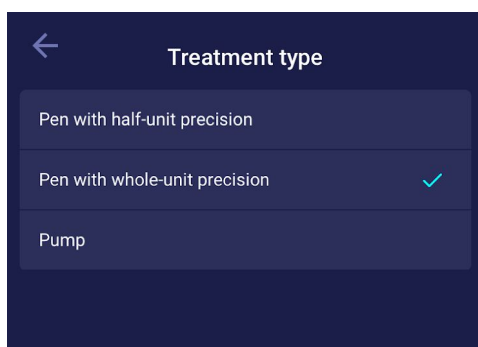 Treatment type
Pen with half-unit precision
Pen with whole-unit precision
Pump